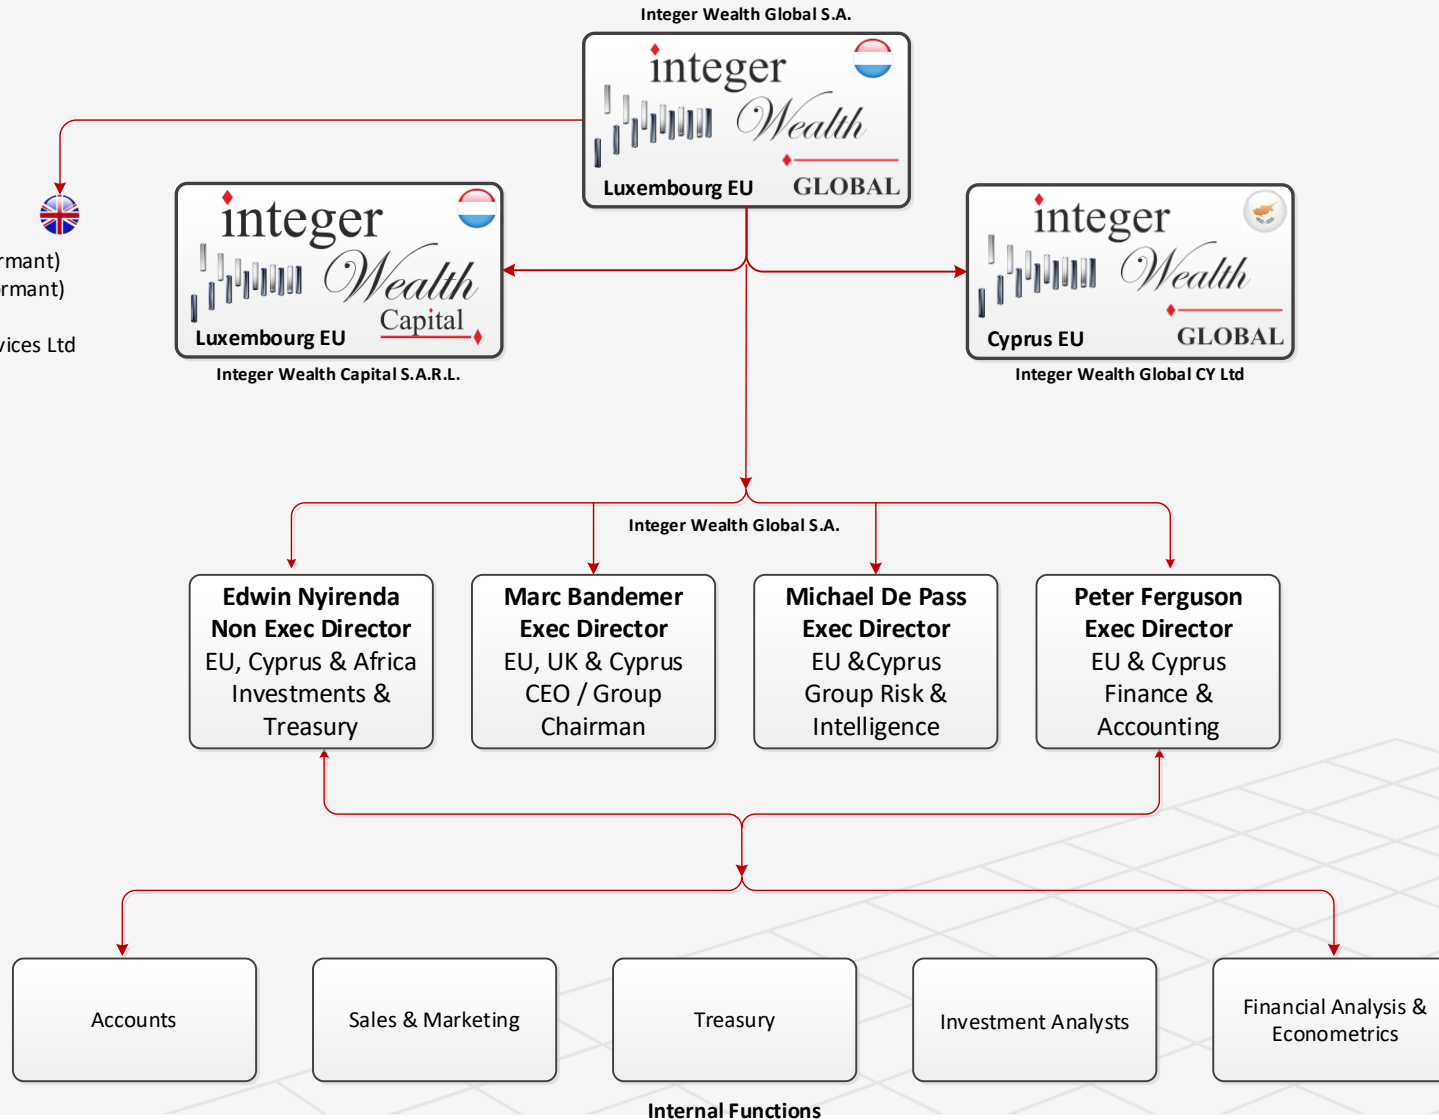 Integer Wealth Global S.A.
integer
Wealth
Luxembourg EU
GLOBAL
integer
Wealth
Capital
Luxembourg EU
Integer Wealth Capital S.A.R.L.
integer
Wealth
Cyprus EU
GLOBAL
Integer Wealth Global CY Ltd
Ltd
Integer Wealth Global S.A.
Edwin Nyirenda
Non Exec Director
EU, Cyprus & Africa
Investments &
Treasury
Marc Bandemer
Exec Director
EU, UK & Cyprus
CEO / Group
Chairman
Michael De Pass
Exec Director
EU &Cyprus
Group Risk &
Intelligence
Peter Ferguson
Exec Director
EU & Cyprus
Finance &
Accounting
Accounts
Sales & Marketing
Treasury
Investment Analysts
Financial Analysis &
Econometrics
Internal Functions